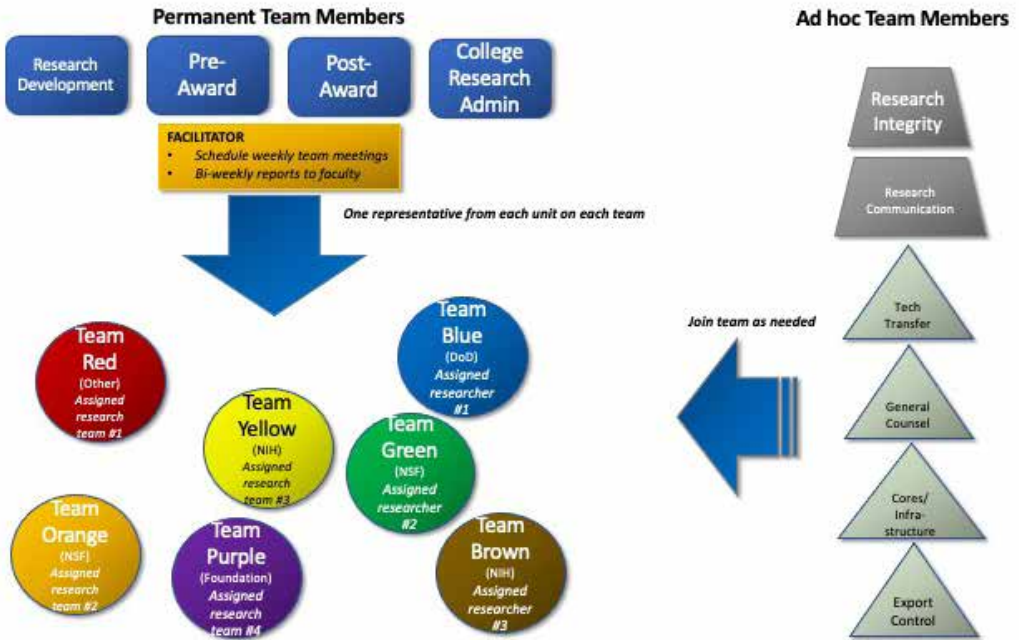 Permanent Team Members
Ad hoc Team Members
Research
Development
Pre-
Award
Post-
Award
College
Research
Admin
FACILITATOR
• Schedule weekly team meetings
• Bi-weekly reports to faculty
One representative from each unit on each team
Team
Red
(Other)
Assigned
research
team #1
Team
Yellow
(NIH)
Assigned
research
team #3
Team
Blue
(DoD)
Assigned
researcher
#1
Team
Green
(NSF)
Assigned
researcher
#2
Team
Orange
(NSF)
Assigned
research
team #2
Team
Purple
(Foundation)
Assigned
research
team #4
Team
Brown
(NIH)
Assigned
researcher
#3
Join team as needed
Research
Integrity
Research
Communication
Tech
Transfer
General
Counsel
Cores/
Infra-
structure
Export
Control